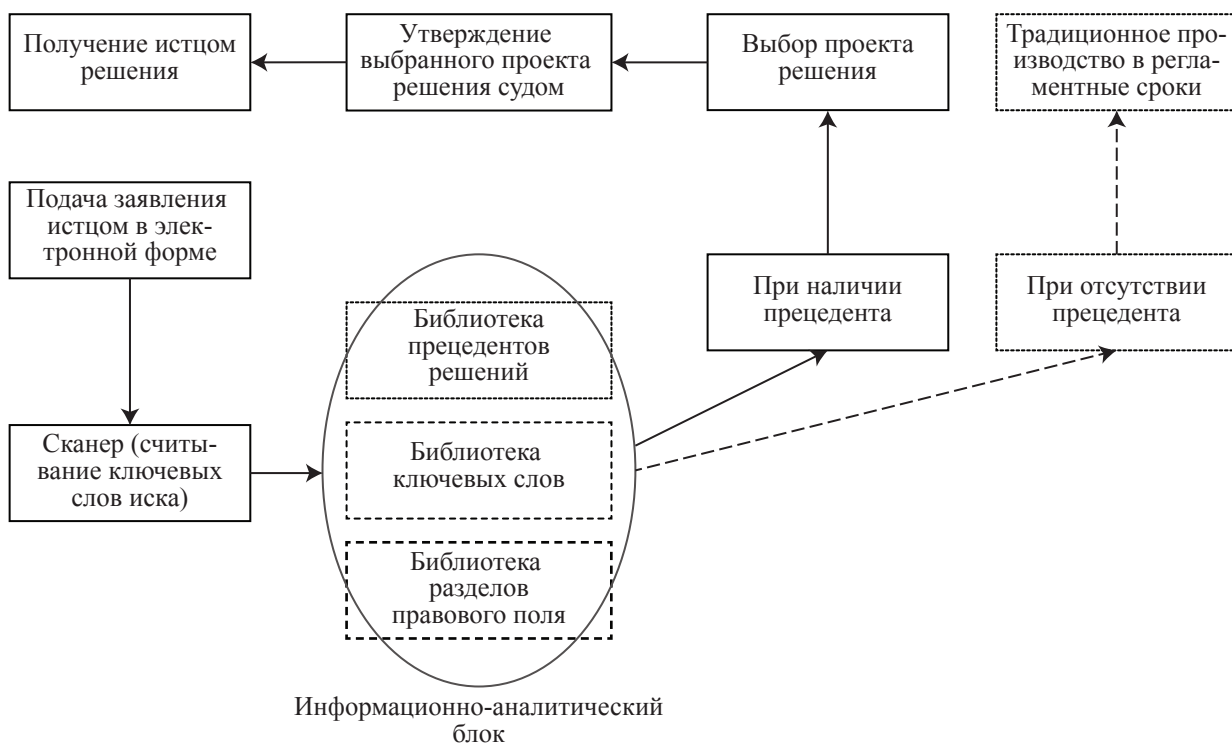 Получение истцом
решения
Утверждение
выбранного проекта
решения судом
Выбор проекта
решения
Традиционное про-
изводство в регла-
ментные сроки
Подача заявления
истцом в элек-
тронной форме
При наличии
прецедента
При отсутствии
прецедента
Библиотека
прецедентов
решений
Сканер (считы-
вание ключевых
слов иска)
Библиотека
ключевых слов
Библиотека
разделов
правового поля
Информационно-аналитический
блок